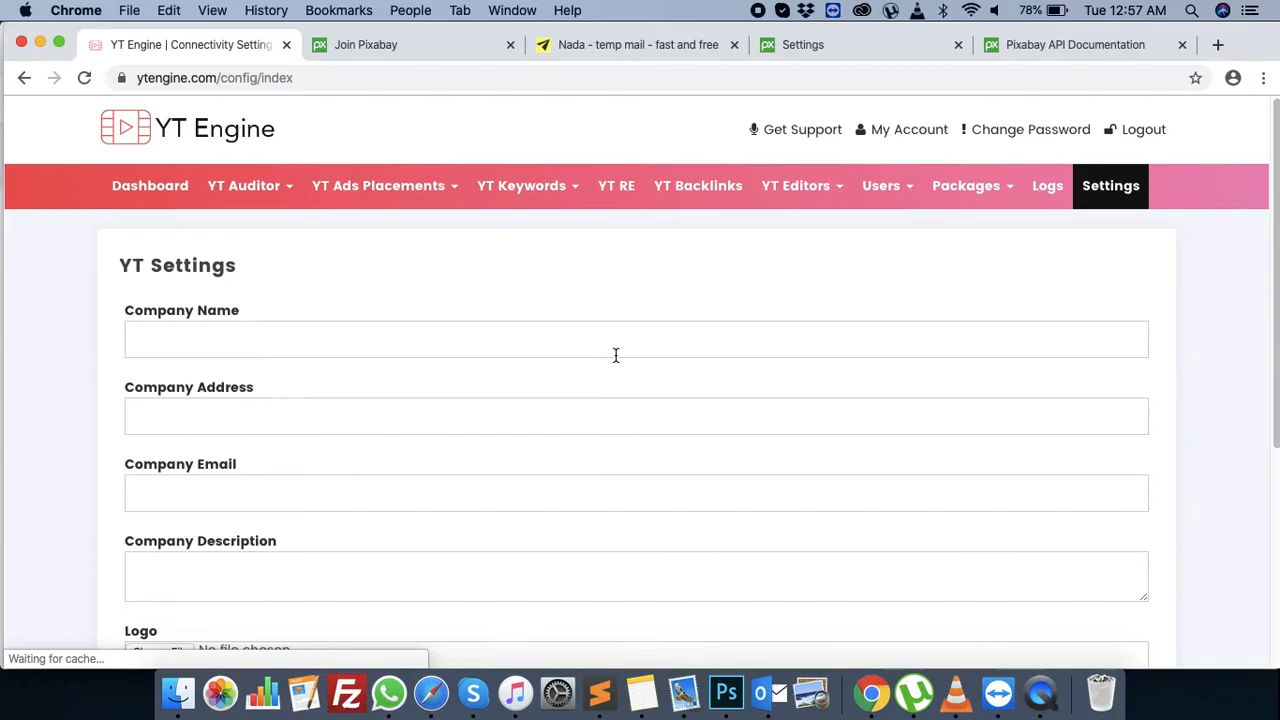 Chrome File Edit View History Bookmarks People Tab Window Help 78% Tue 12:57 AM
YT Engine | Connectivity Setting Join Pixabay Nada - temp mail - fast and free Settings Pixabay API Documentation
ytengine.com/config/index
YT Engine
Get Support My Account Change Password Logout
Dashboard YT Auditor YT Ads Placements YT Keywords YT RE YT Backlinks YT Editors Users Packages Logs Settings
YT Settings
Company Name
Company Address
Company Email
Company Description
Logo
Choose File No file chosen
Waiting for cache...